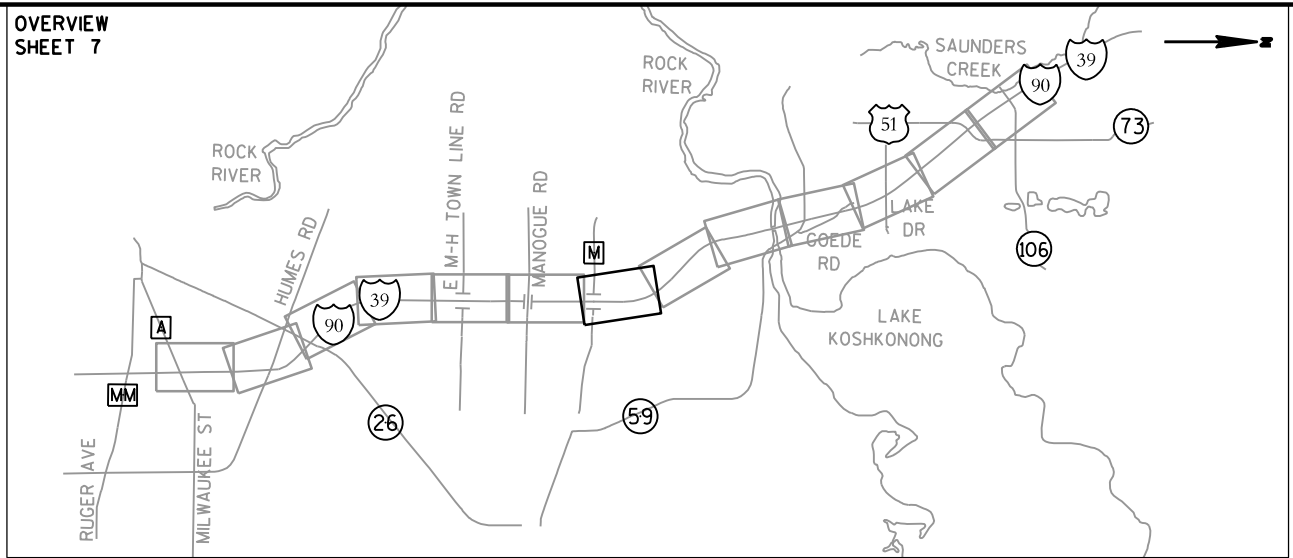 OVERVIEW
SHEET 7
ROCK
RIVER
ROCK
RIVER
SAUNDERS
CREEK
39
90
N
51
73
E M-H TOWN LINE RD
MANOGUE RD
HUMES RD
M
LAKE
DR
GOEDE
RD
106
39
90
A
MM
LAKE
KOSHKONONG
26
59
RUGER AVE
MILWAUKEE ST